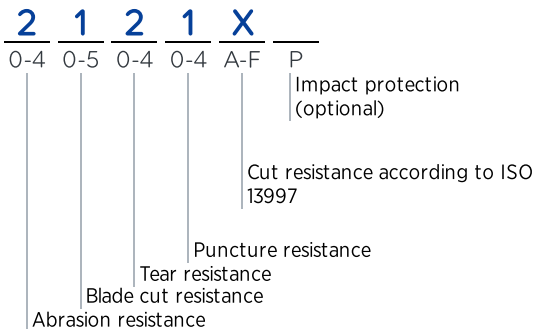 2 1 2 1 X
0-4 0-5 0-4 0-4 A-F P
Impact protection
(optional)
Cut resistance according to ISO
13997
Puncture resistance
Tear resistance
Blade cut resistance
Abrasion resistance